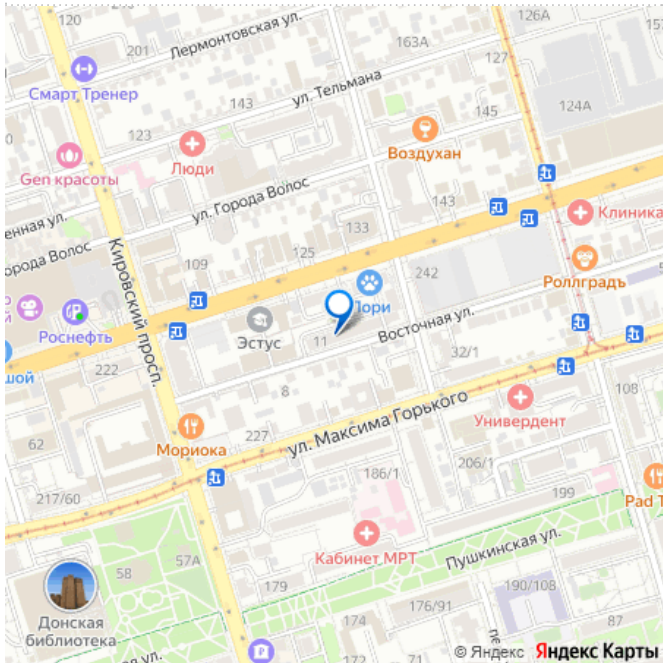 120
201
Лермонтовская ул.
163А
126А
Смарт Тренер
143
ул. Тельмана
127
124А
123
145
Люди
Воздухан
Gen красоты
ул. Города Волос
143
Клиника
енная ул.
133
орода Волос
109
125
242
Роллградъ
Кировский просп.
Лори
Роснефть
Эстус
11
Восточная ул.
шой
222
32/1
8
108
ул. Максима Горького
Универдент
62
Мориока
227
206/1
186/1
217/60
199
Pad T
57А
Кабинет МРТ
Пушкинская ул.
58
179
190/108
Донская
библиотека
176/91
174
172
ая ул.
© Яндекс Яндекс Карты